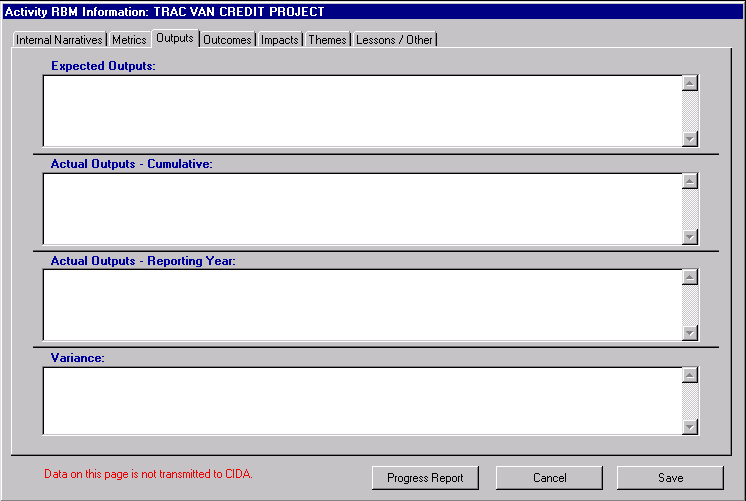 Activity RBM Information: TRAC VAN CREDIT PROJECT
Internal Narratives Metrics Outputs Outcomes Impacts Themes Lessons / Other
Expected Outputs:
Actual Outputs - Cumulative:
Actual Outputs - Reporting Year:
Variance:
Data on this page is not transmitted to CIDA.
Progress Report Cancel Save